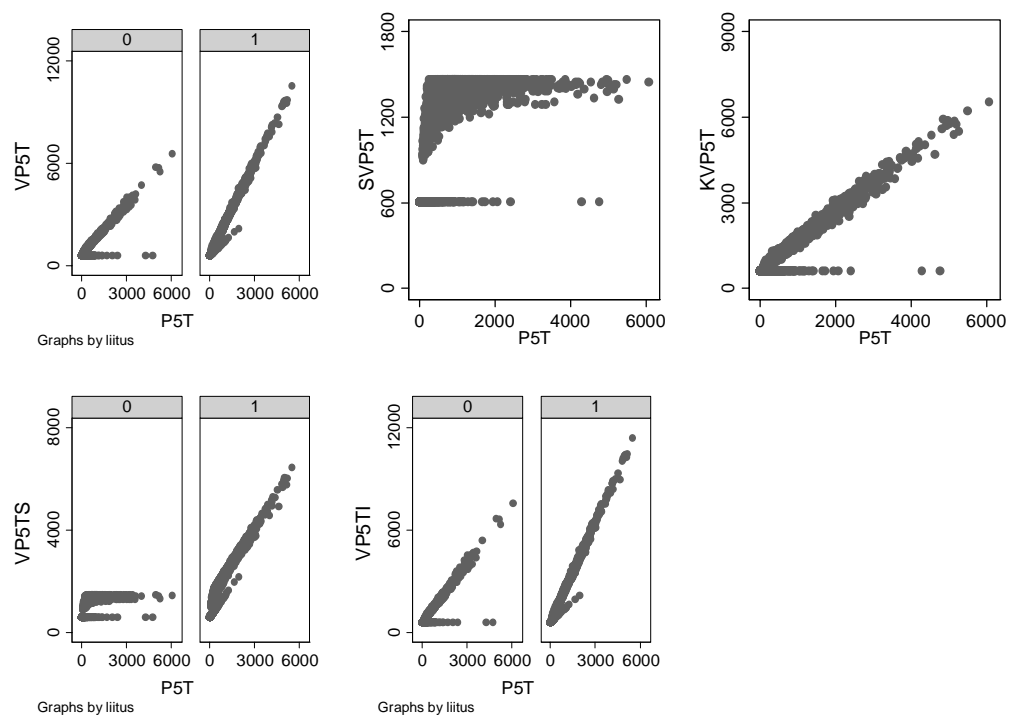 0 1
VP5T
0 6000 12000
0 3000 6000 0 3000 6000
P5T
Graphs by liitus
SVP5T
0 600 1200 1800
0 2000 4000 6000
P5T
KVP5T
0 3000 6000 9000
0 2000 4000 6000
P5T
0 1
VP5TS
0 4000 8000
0 3000 6000 0 3000 6000
P5T
Graphs by liitus
0 1
VP5TI
0 6000 12000
0 3000 6000 0 3000 6000
P5T
Graphs by liitus